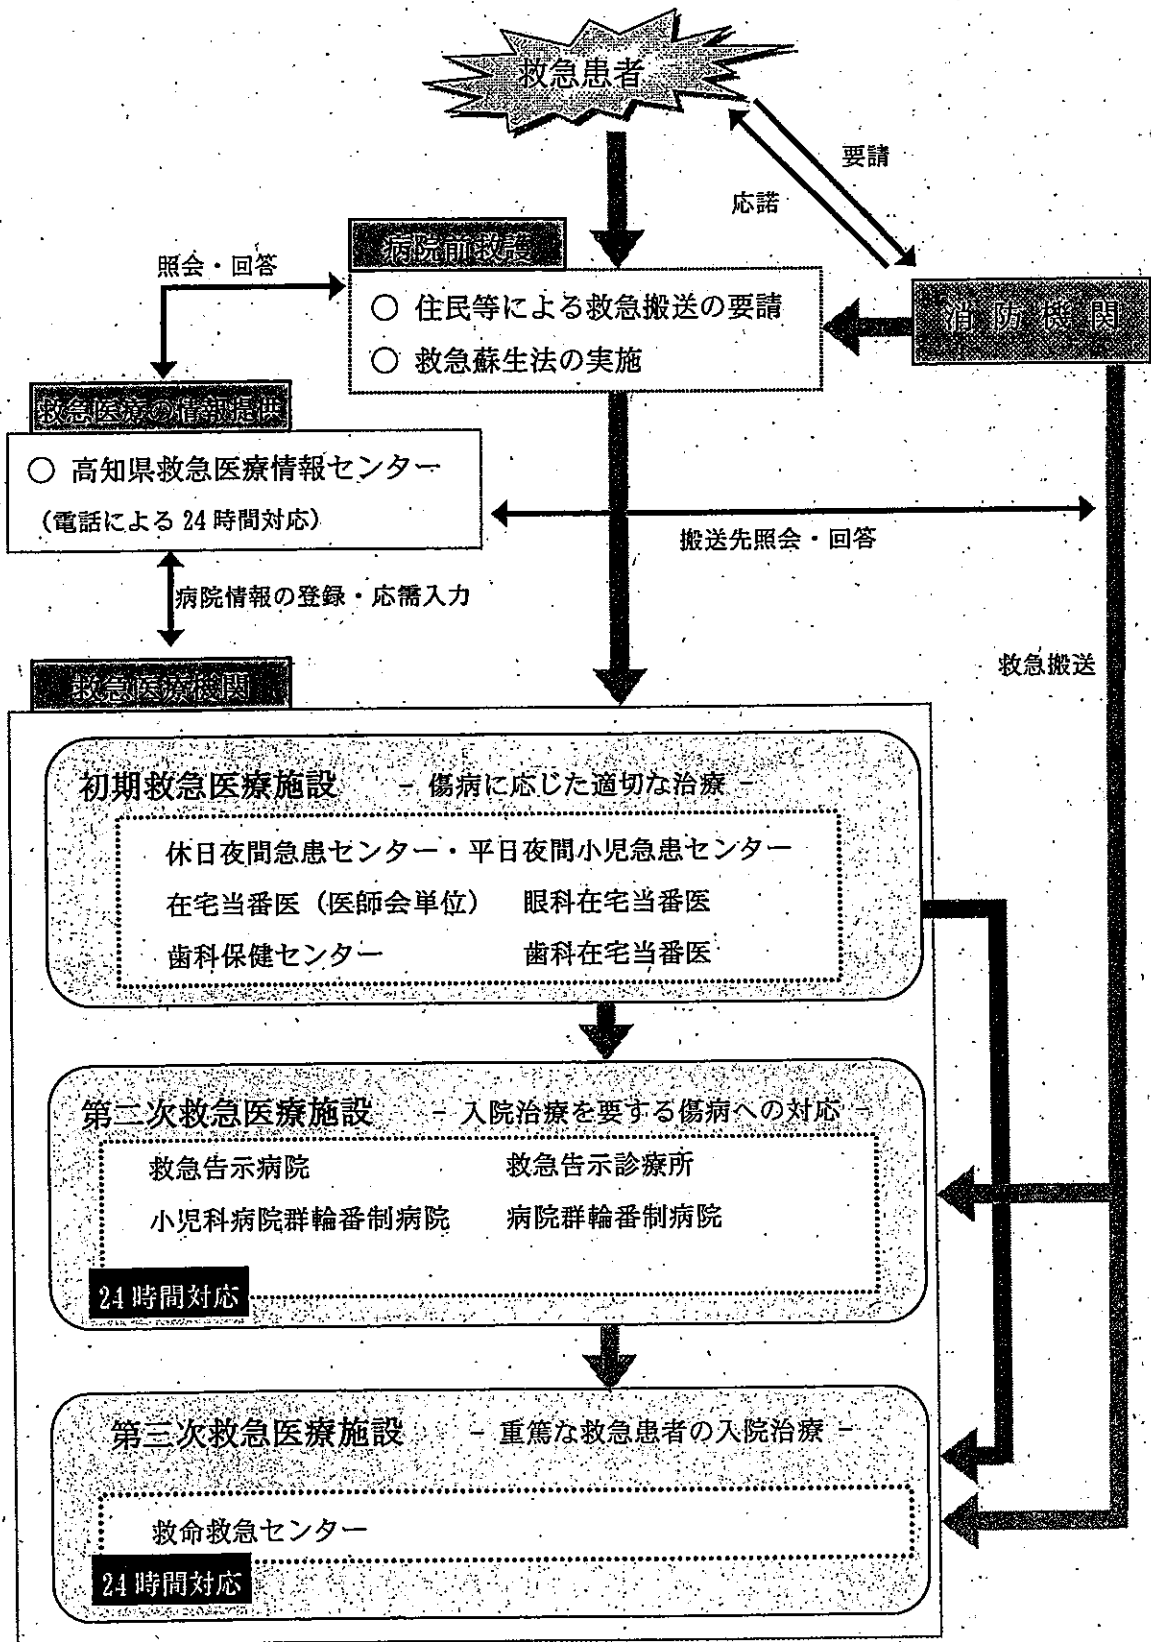 救急患者
要請
応諾
病院前救護
照会・回答
○ 住民等による救急搬送の要請
消防機関
○ 救急蘇生法の実施
救急医療の情報提供
○ 高知県救急医療情報センター
(電話による 24 時間対応)
搬送先照会・回答
病院情報の登録・応需入力
救急搬送
救急医療機関
初期救急医療施設 - 傷病に応じた適切な治療 -
休日夜間急患センター・平日夜間小児急患センター
在宅当番医(医師会単位) 眼科在宅当番医
歯科保健センター 歯科在宅当番医
第二次救急医療施設 - 入院治療を要する傷病への対応 -
救急告示病院 救急告示診療所
小児科病院群輪番制病院 病院群輪番制病院
24 時間対応
第三次救急医療施設 - 重篤な救急患者の入院治療 -
救命救急センター
24 時間対応